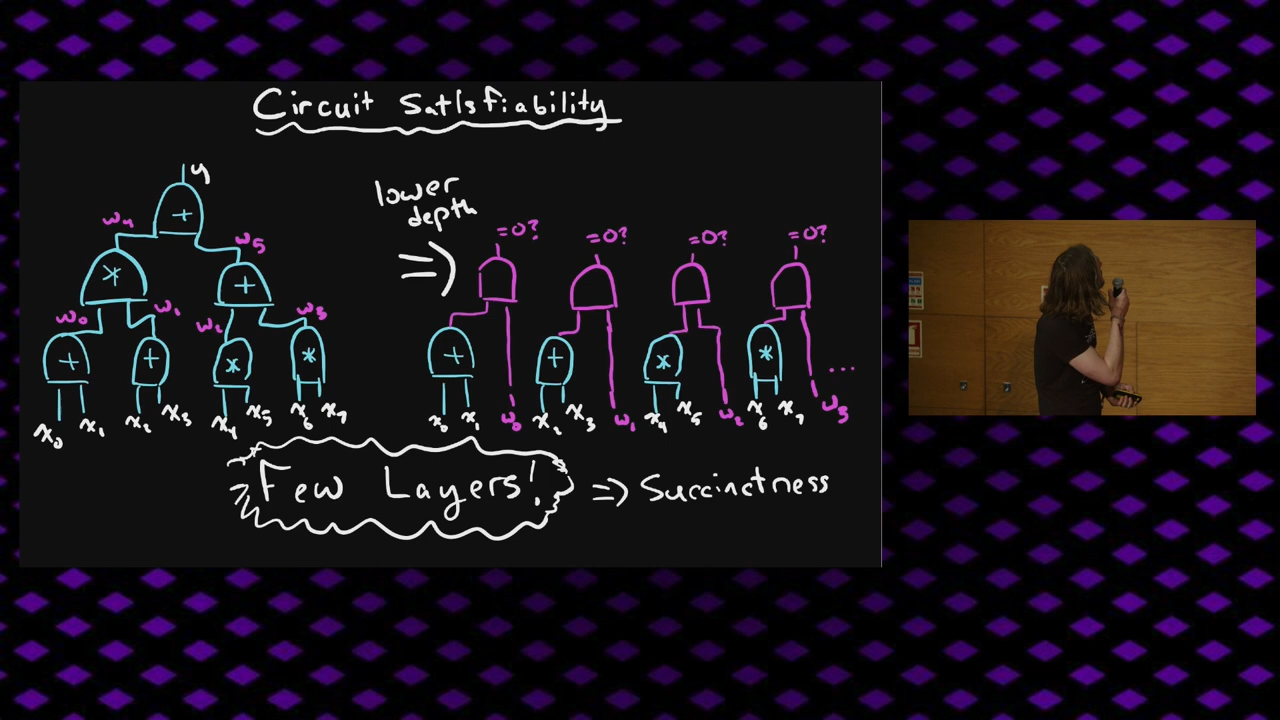 Circuit Satisfiability
y
+
lower
depth
w4
w5
=0? =0? =0? =0?
* +
=>
w0 w1 w2 w3
+ + * *
+ + * *
...
x0 x1 x2 x3 x4 x5 x6 x7
x0 x1 w0 x2 x3 w1 x4 x5 w2 x6 x7 w3
Few Layers! => Succinctness